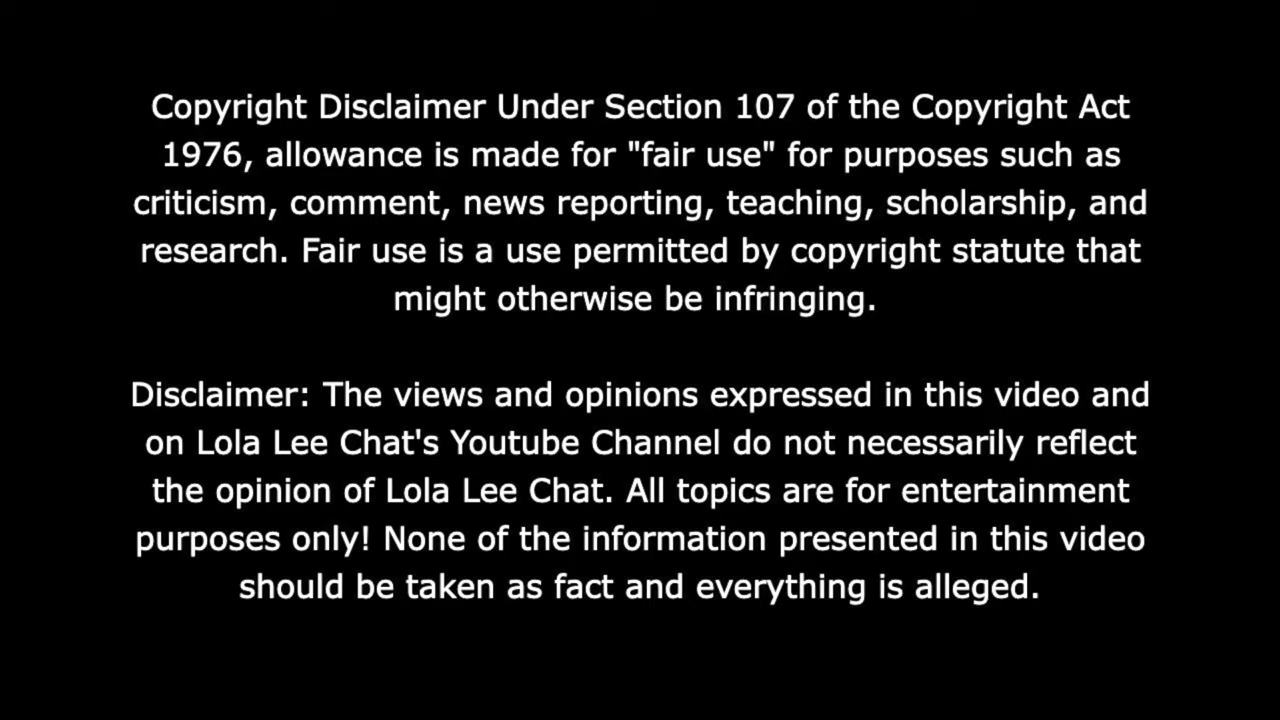 Copyright Disclaimer Under Section 107 of the Copyright Act
1976, allowance is made for "fair use" for purposes such as
criticism, comment, news reporting, teaching, scholarship, and
research. Fair use is a use permitted by copyright statute that
might otherwise be infringing.
Disclaimer: The views and opinions expressed in this video and
on Lola Lee Chat's Youtube Channel do not necessarily reflect
the opinion of Lola Lee Chat. All topics are for entertainment
purposes only! None of the information presented in this video
should be taken as fact and everything is alleged.